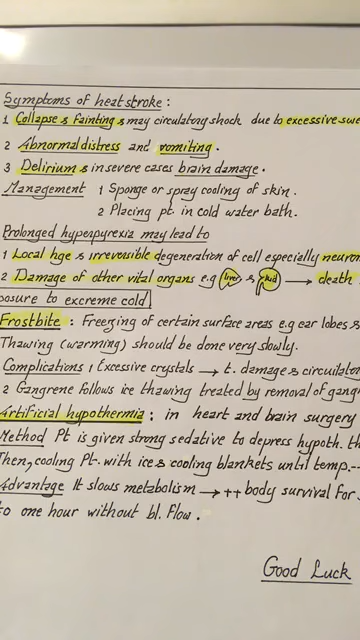 Symptoms of heatstroke :
1 Collapse & fainting & may circulatory shock due to excessive swe
2 Abnormal distress and vomiting .
3 Delirium & in severe cases brain damage .
Management 1 Sponge or spray cooling of skin .
2 Placing pt. in cold water bath .
Prolonged hyperpyrexia may lead to
1 Local hge & irreversible degeneration of cell especially neuron
2 Damage of other vital organs e.g liver & kid → death
posure to excreme cold
Frostbite : Freezing of certain surface areas e.g ear lobes &
Thawing (warming) should be done very slowly .
Complications 1 Excessive crystals → t. damage & circulator
2 Gangrene follows ice thawing treated by removal of gang
Artificial hypothermia : in heart and brain surgery
Method Pt is given strong sedative to depress hypoth. th
Then, cooling Pt. with ice & cooling blankets until temp.--
Advantage It slows metabolism → ++ body survival for
to one hour without bl. flow .
Good Luck